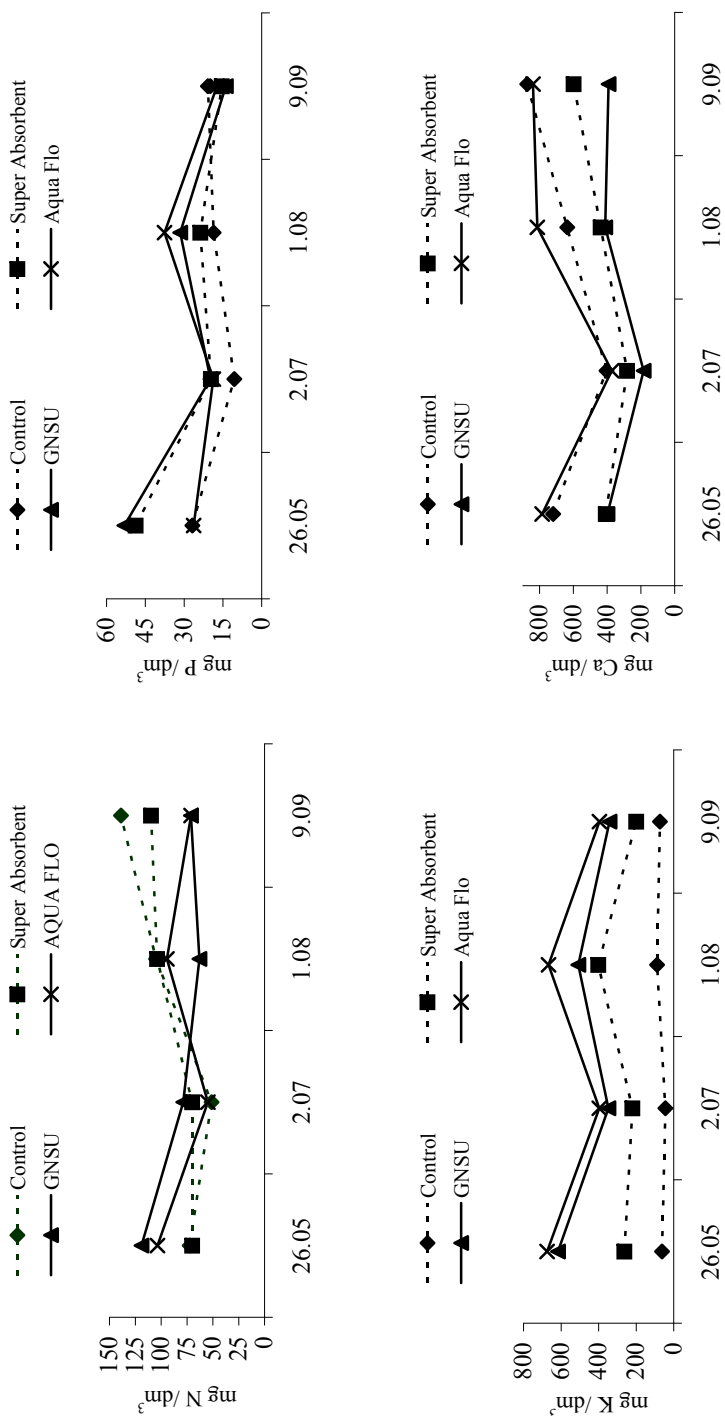 Control Super Absorbent
GNSU AQUA FLO
150
125
100
75
50
25
0
mg N / dm³
26.05 2.07 1.08 9.09
Control Super Absorbent
GNSU Aqua Flo
60
45
30
15
0
mg P / dm³
26.05 2.07 1.08 9.09
Control Super Absorbent
GNSU Aqua Flo
800
600
400
200
0
mg K / dm³
26.05 2.07 1.08 9.09
Control Super Absorbent
GNSU Aqua Flo
800
600
400
200
0
mg Ca / dm³
26.05 2.07 1.08 9.09